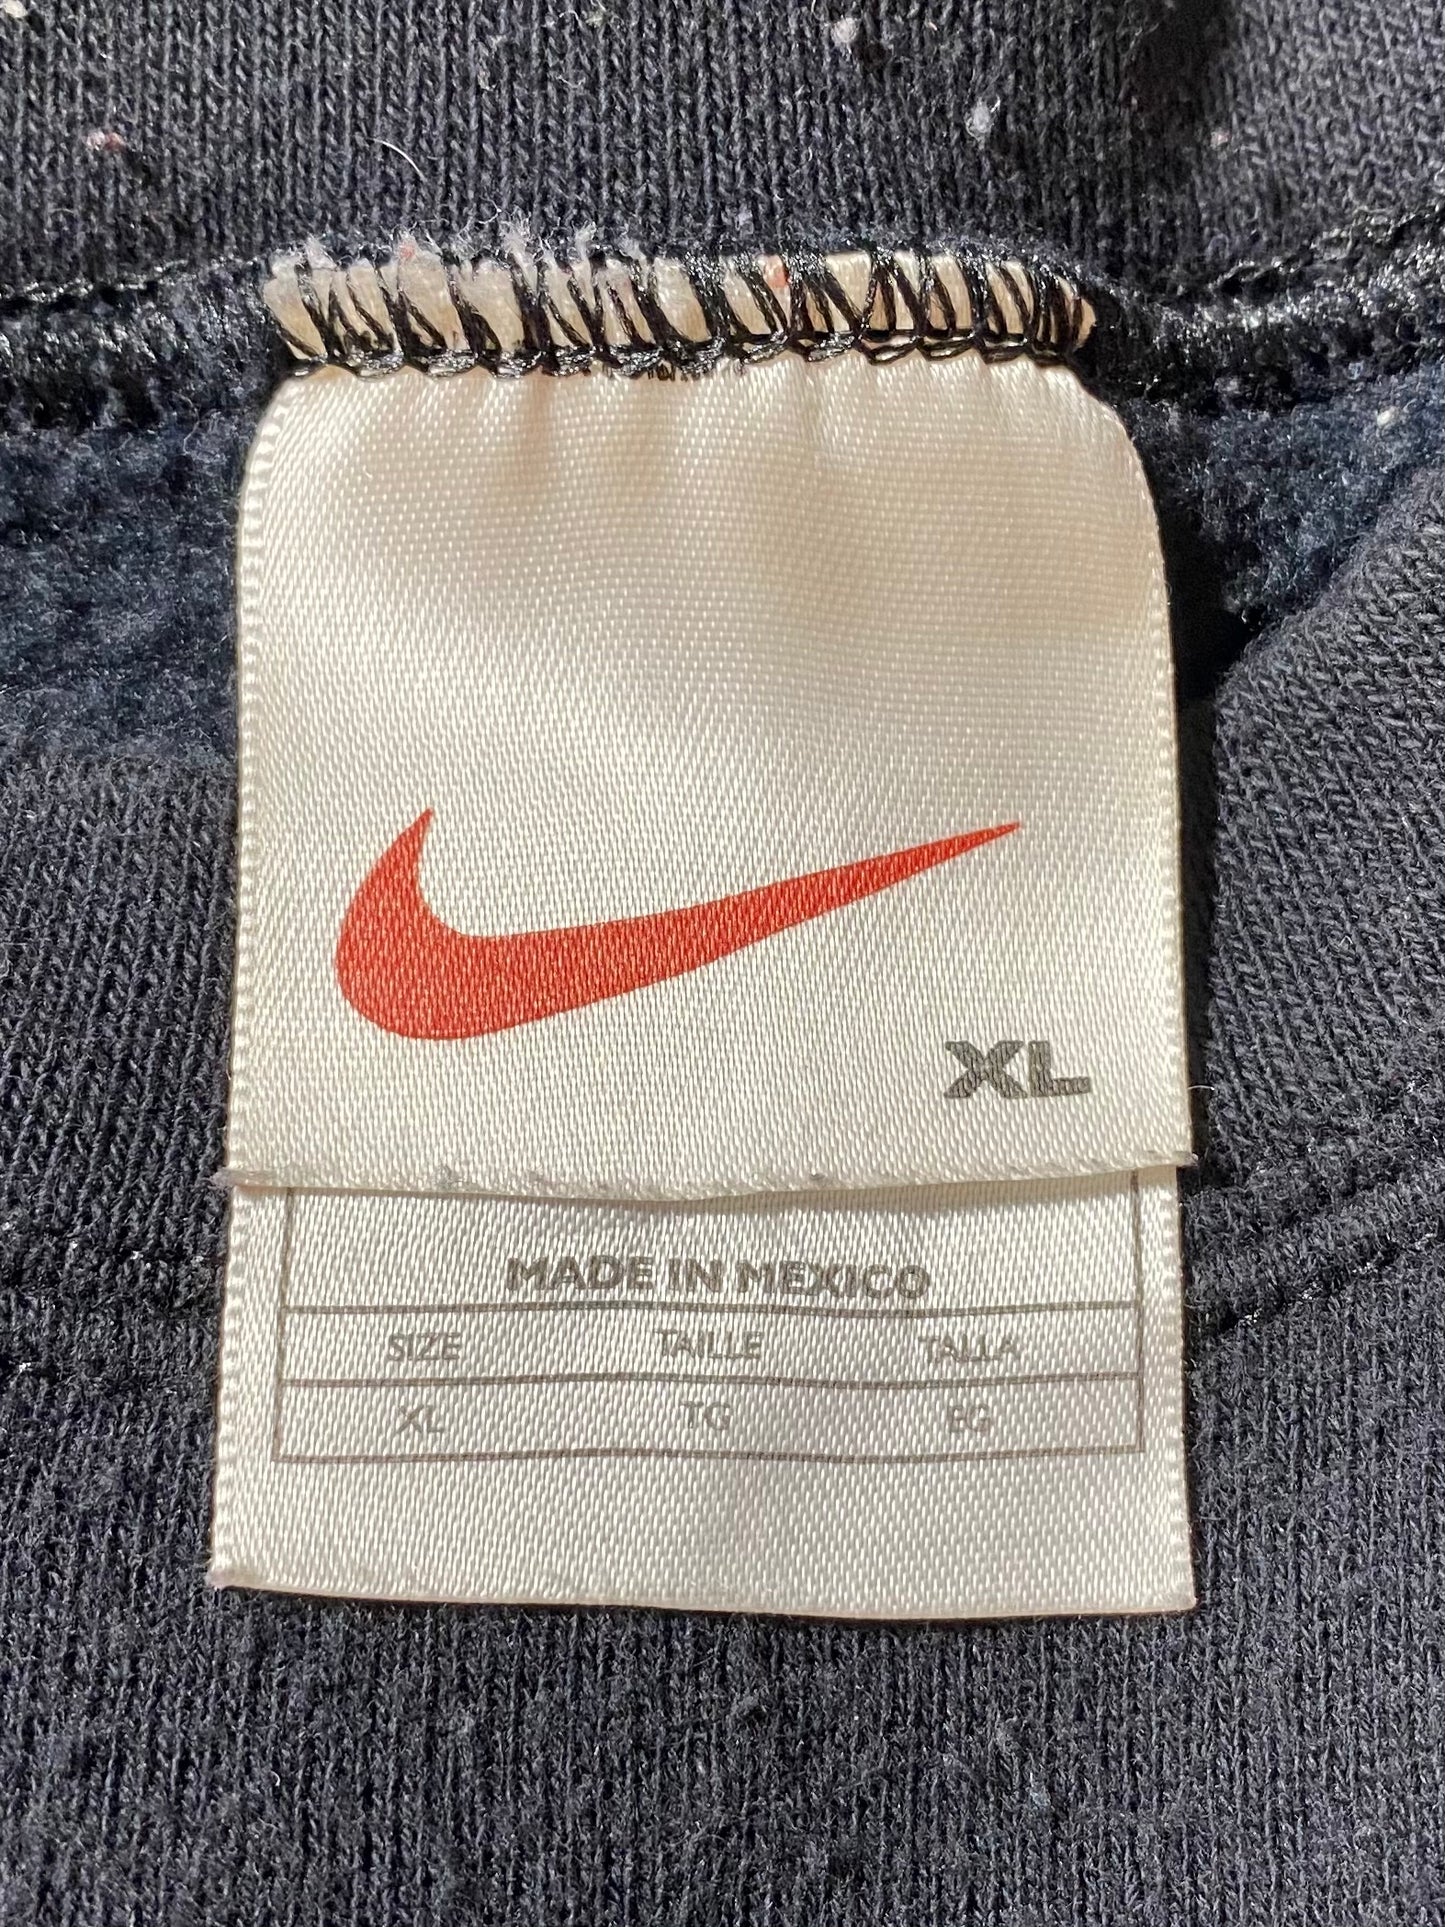 XL
MADE IN MEXICO
SIZE TAILLE TALLA
XL TG EG